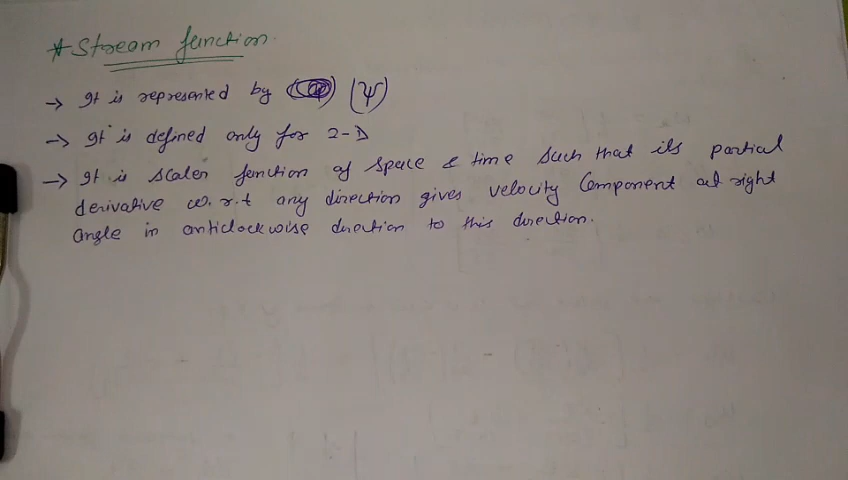 * Stream function.
→ It is represented by (ψ)
→ It is defined only for 2-D
→ It is scaler function of space & time such that its partial
derivative w.r.t any direction gives velocity component at right
angle in anticlockwise direction to this direction.